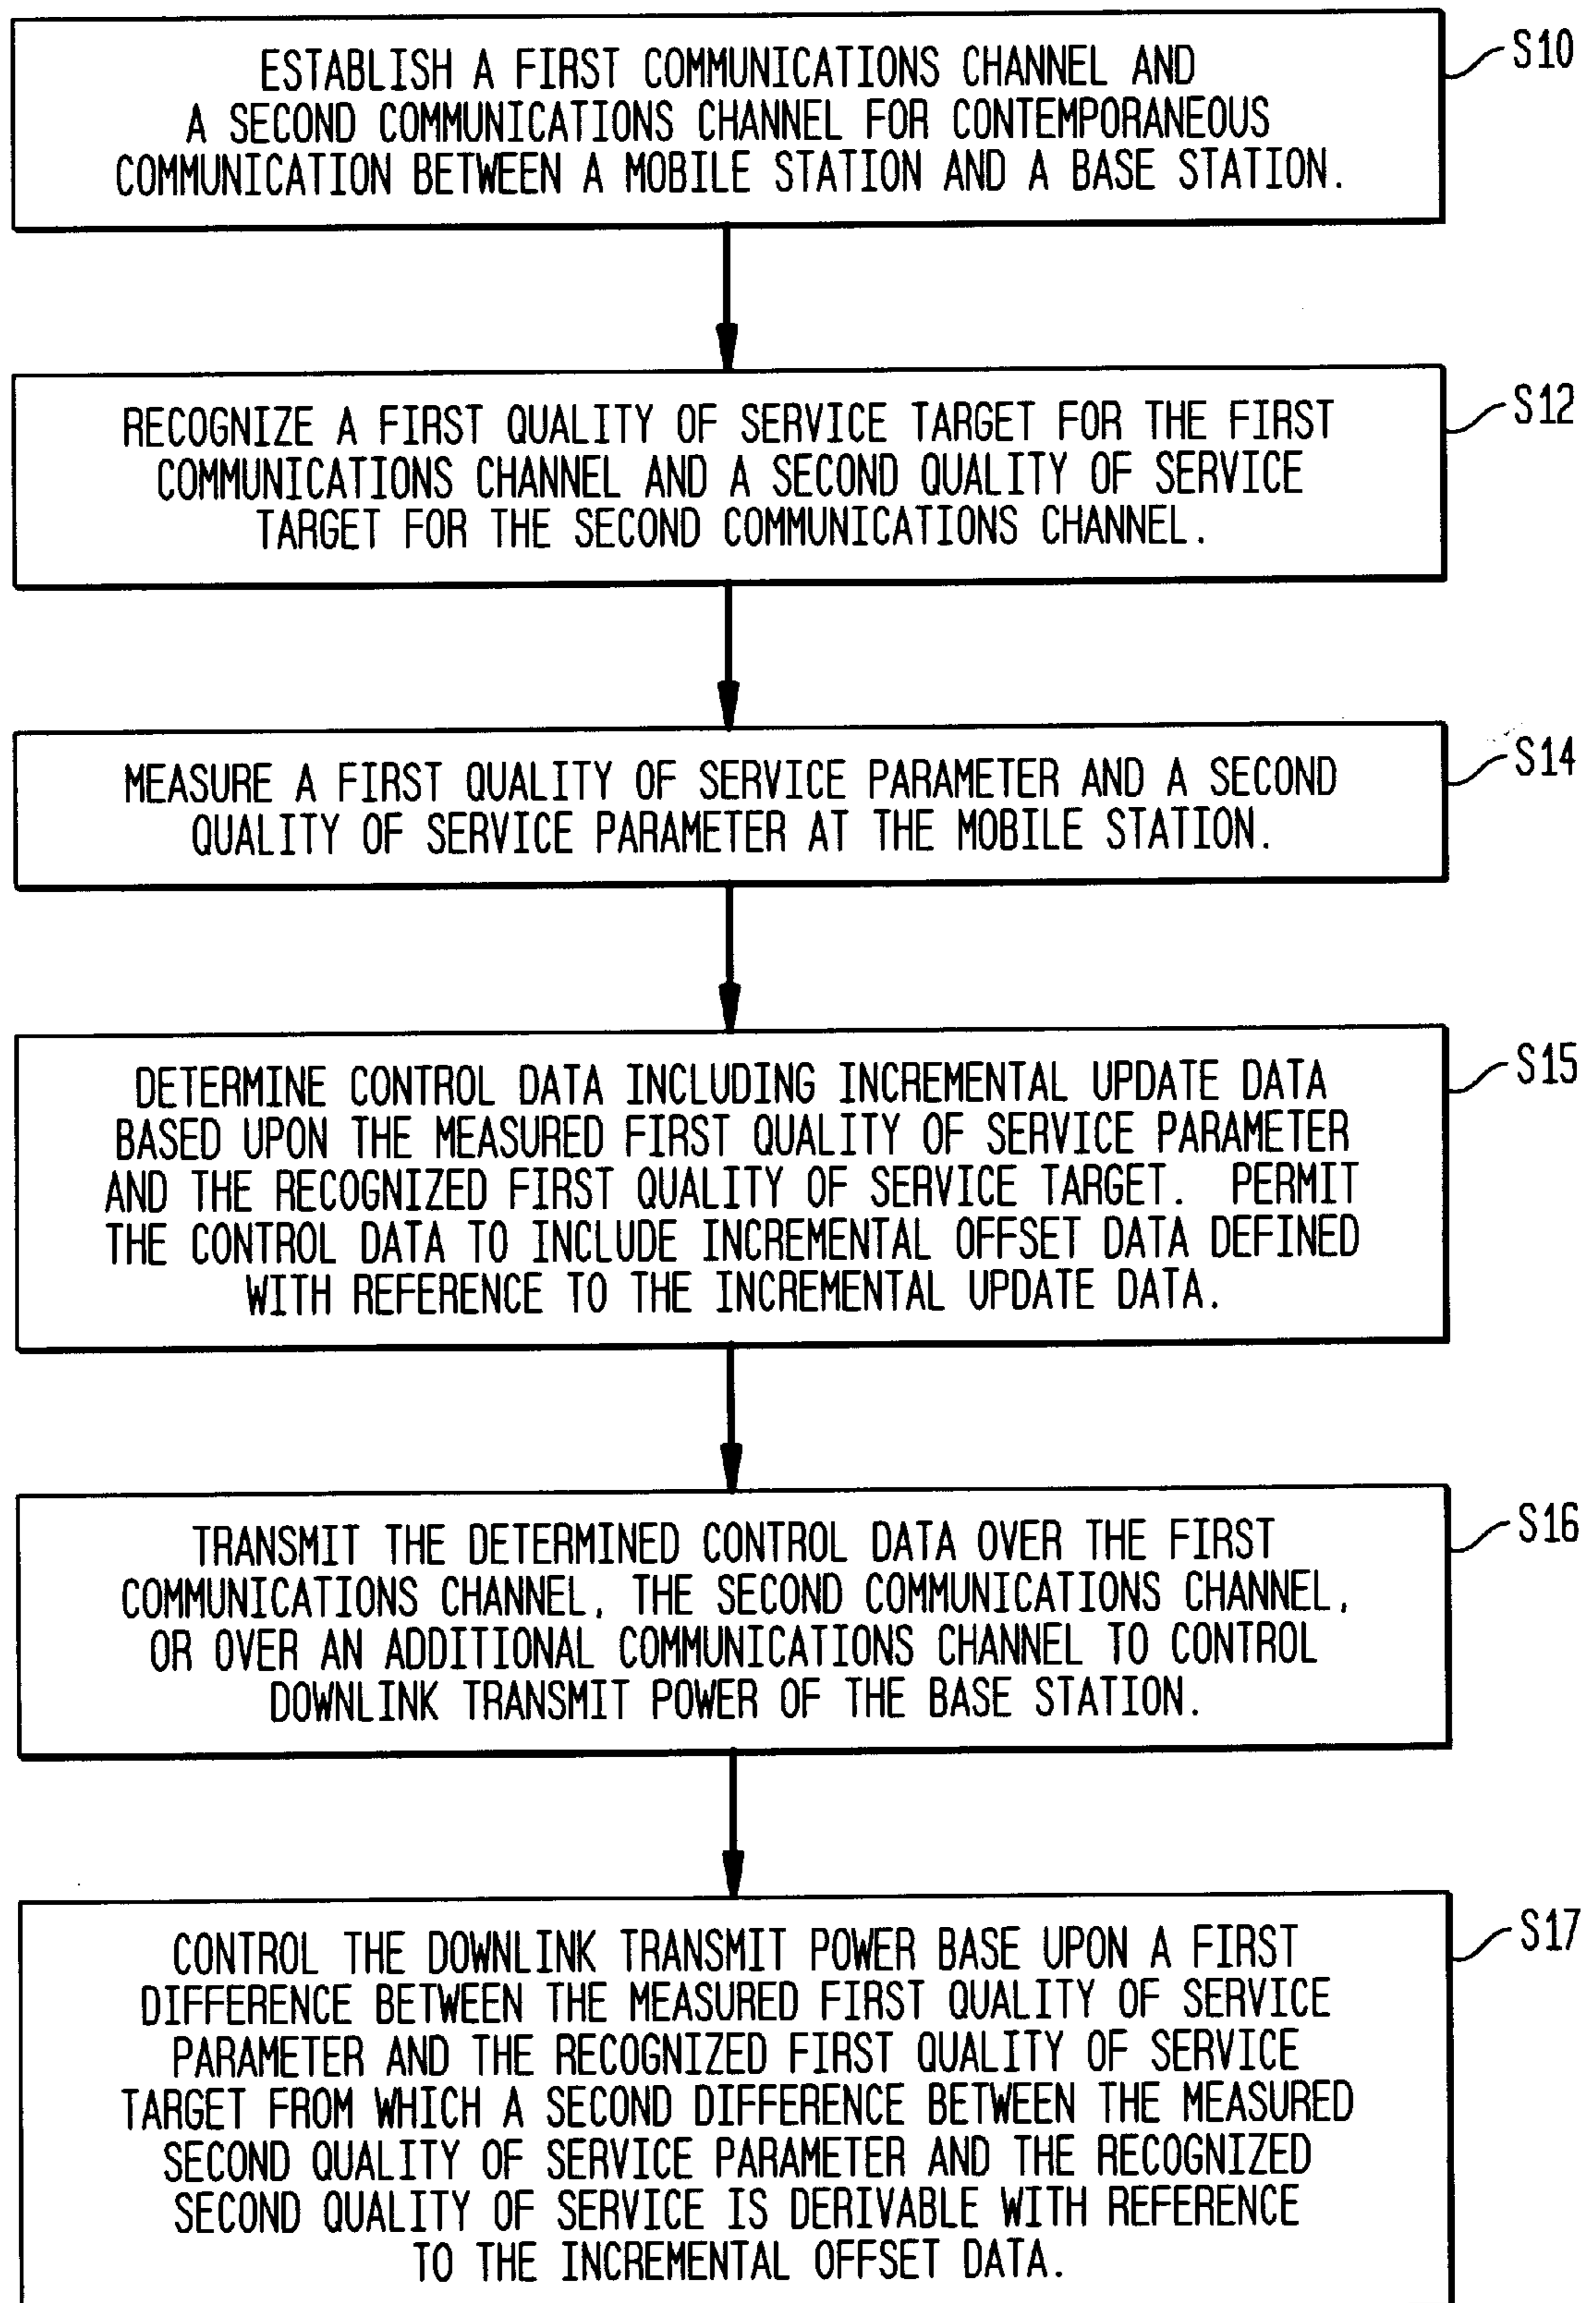 ESTABLISH A FIRST COMMUNICATIONS CHANNEL AND
A SECOND COMMUNICATIONS CHANNEL FOR CONTEMPORANEOUS
COMMUNICATION BETWEEN A MOBILE STATION AND A BASE STATION.
S10
RECOGNIZE A FIRST QUALITY OF SERVICE TARGET FOR THE FIRST
COMMUNICATIONS CHANNEL AND A SECOND QUALITY OF SERVICE
TARGET FOR THE SECOND COMMUNICATIONS CHANNEL.
S12
MEASURE A FIRST QUALITY OF SERVICE PARAMETER AND A SECOND
QUALITY OF SERVICE PARAMETER AT THE MOBILE STATION.
S14
DETERMINE CONTROL DATA INCLUDING INCREMENTAL UPDATE DATA
BASED UPON THE MEASURED FIRST QUALITY OF SERVICE PARAMETER
AND THE RECOGNIZED FIRST QUALITY OF SERVICE TARGET. PERMIT
THE CONTROL DATA TO INCLUDE INCREMENTAL OFFSET DATA DEFINED
WITH REFERENCE TO THE INCREMENTAL UPDATE DATA.
S15
TRANSMIT THE DETERMINED CONTROL DATA OVER THE FIRST
COMMUNICATIONS CHANNEL, THE SECOND COMMUNICATIONS CHANNEL,
OR OVER AN ADDITIONAL COMMUNICATIONS CHANNEL TO CONTROL
DOWNLINK TRANSMIT POWER OF THE BASE STATION.
S16
CONTROL THE DOWNLINK TRANSMIT POWER BASE UPON A FIRST
DIFFERENCE BETWEEN THE MEASURED FIRST QUALITY OF SERVICE
PARAMETER AND THE RECOGNIZED FIRST QUALITY OF SERVICE
TARGET FROM WHICH A SECOND DIFFERENCE BETWEEN THE MEASURED
SECOND QUALITY OF SERVICE PARAMETER AND THE RECOGNIZED
SECOND QUALITY OF SERVICE IS DERIVABLE WITH REFERENCE
TO THE INCREMENTAL OFFSET DATA.
S17